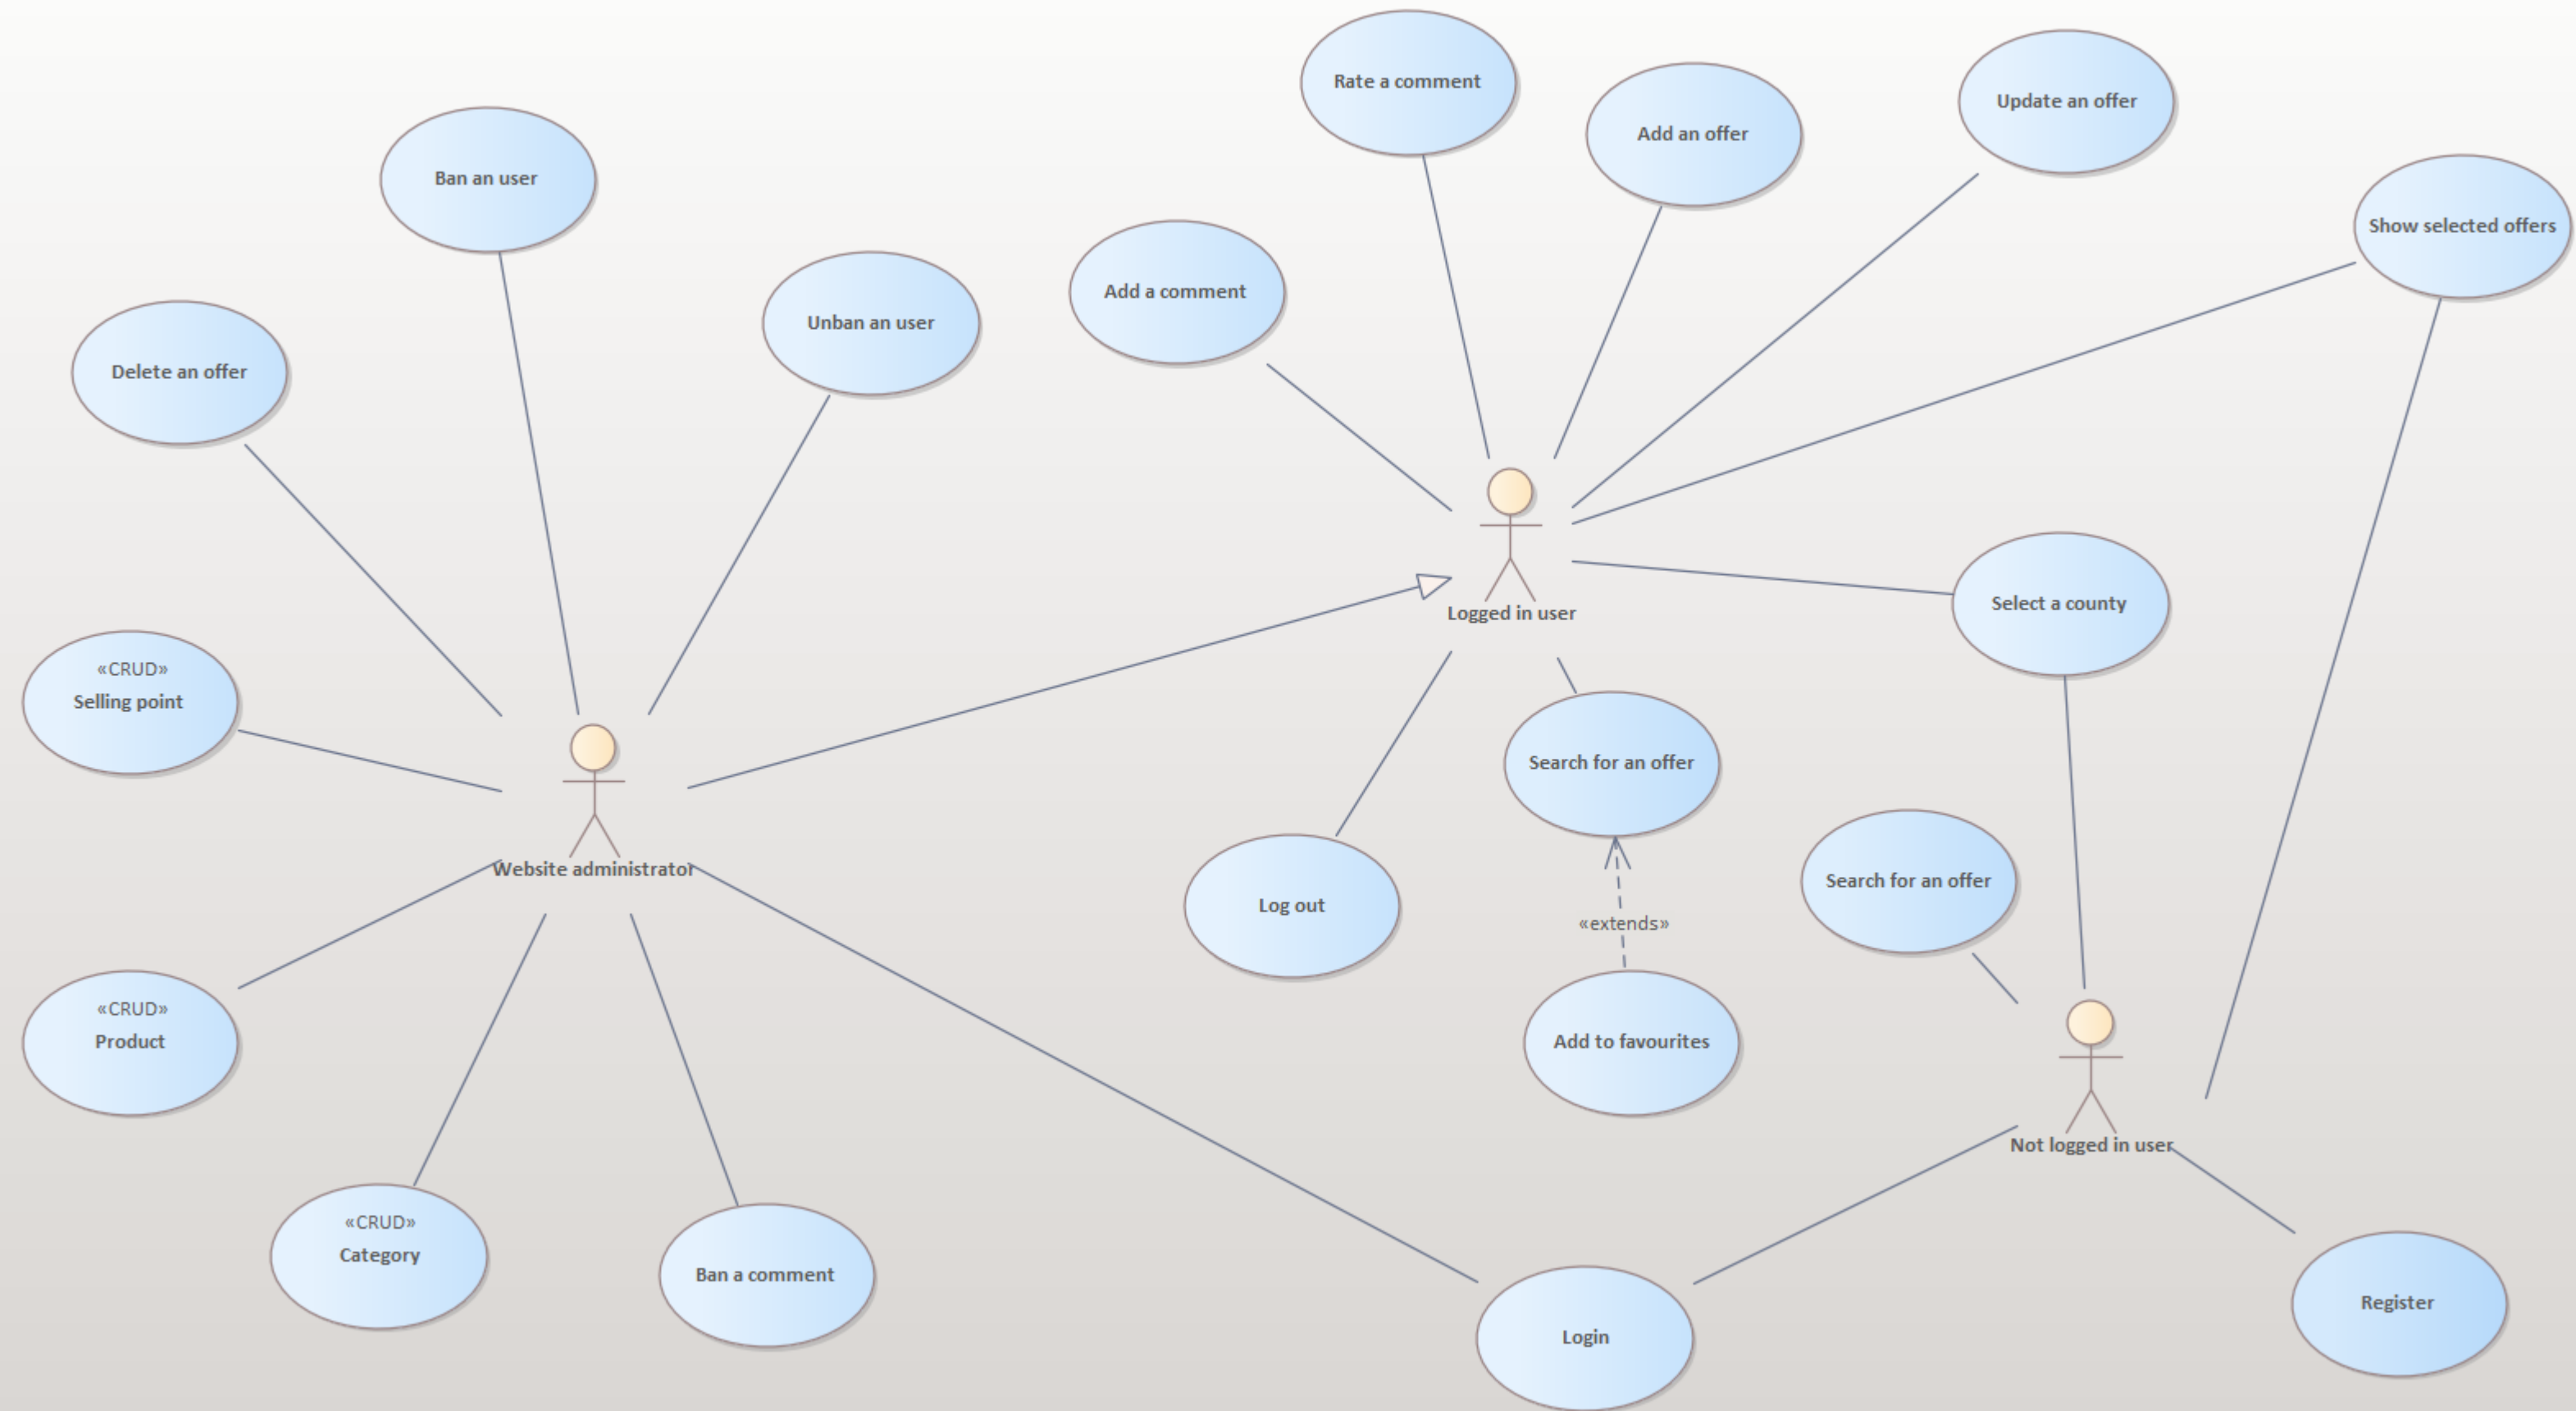 Rate a comment
Update an offer
Add an offer
Ban an user
Show selected offers
Add a comment
Unban an user
Delete an offer
Select a county
Logged in user
«CRUD»
Selling point
Search for an offer
Website administrator
Search for an offer
Log out
«extends»
«CRUD»
Product
Add to favourites
Not logged in user
«CRUD»
Category
Ban a comment
Register
Login